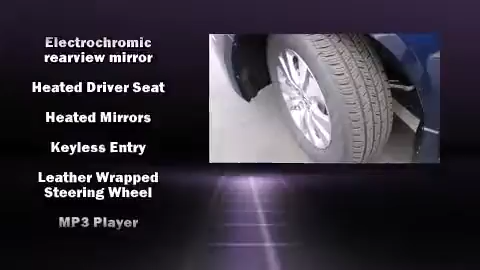 Electrochromic
rearview mirror
Heated Driver Seat
Heated Mirrors
Keyless Entry
Leather Wrapped
Steering Wheel
MP3 Player